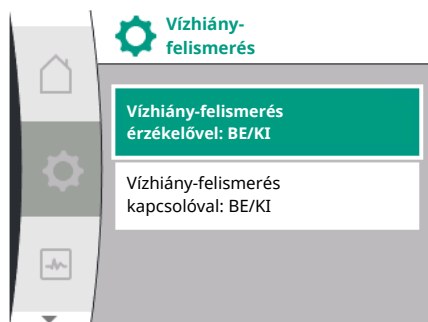 Vízhiány-
felismerés
Vízhiány-felismerés
érzékelővel: BE/KI
Vízhiány-felismerés
kapcsolóval: BE/KI